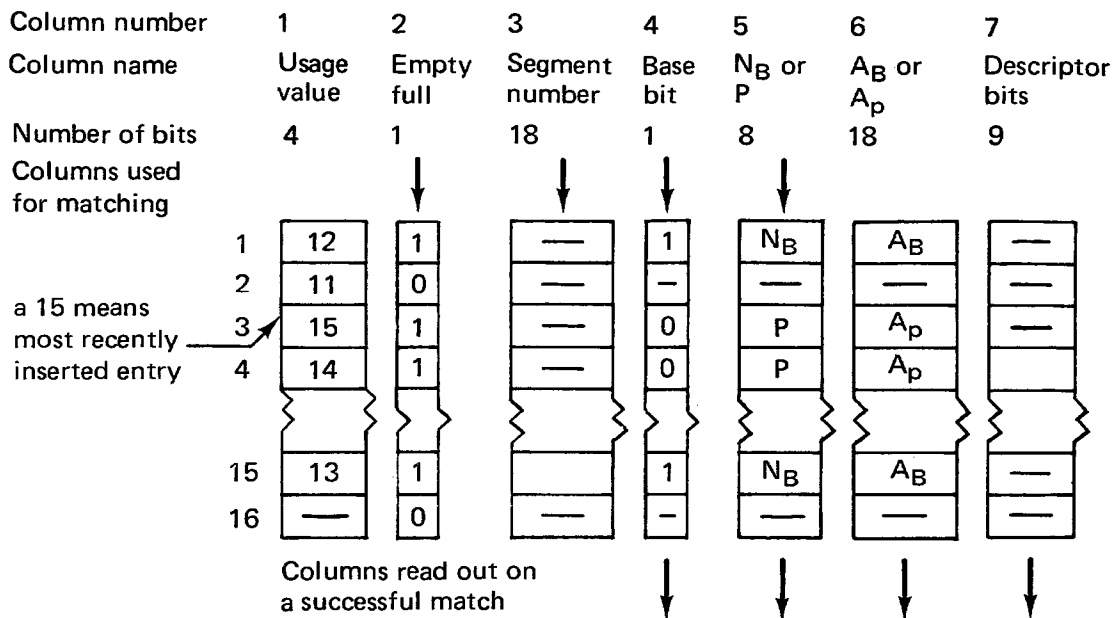 Column number 1 2 3 4 5 6 7
Column name Usage Empty Segment Base N_B or A_B or Descriptor
value full number bit P A_p bits
Number of bits 4 1 18 1 8 18 9
Columns used
for matching
1 12 1 — 1 N_B A_B —
2 11 0 — - — — —
a 15 means
3 15 1 — 0 P A_p —
most recently
inserted entry 4 14 1 — 0 P A_p
15 13 1 1 N_B A_B —
16 — 0 — - — — —
Columns read out on
a successful match